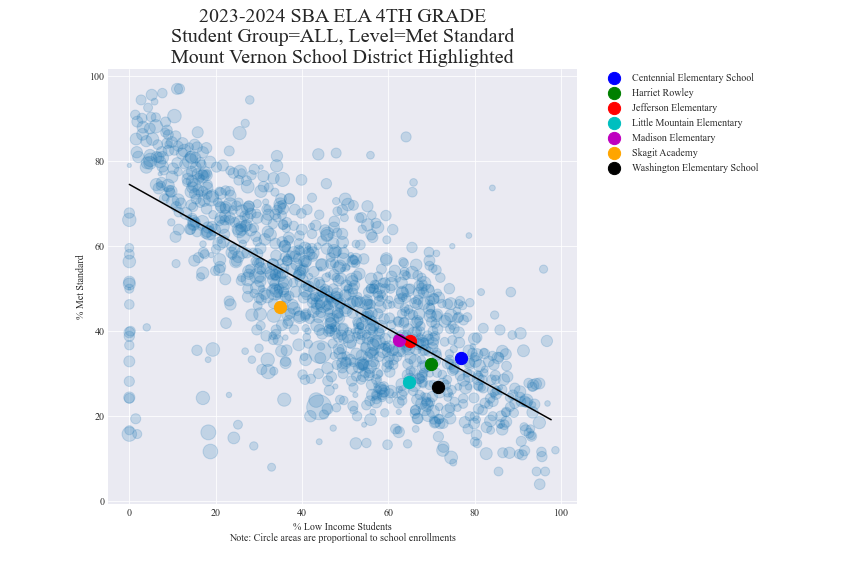 2023-2024 SBA ELA 4TH GRADE
Student Group=ALL, Level=Met Standard
Mount Vernon School District Highlighted
100
80
60
40
20
0
% Met Standard
0 20 40 60 80 100
% Low Income Students
Note: Circle areas are proportional to school enrollments
Centennial Elementary School
Harriet Rowley
Jefferson Elementary
Little Mountain Elementary
Madison Elementary
Skagit Academy
Washington Elementary School